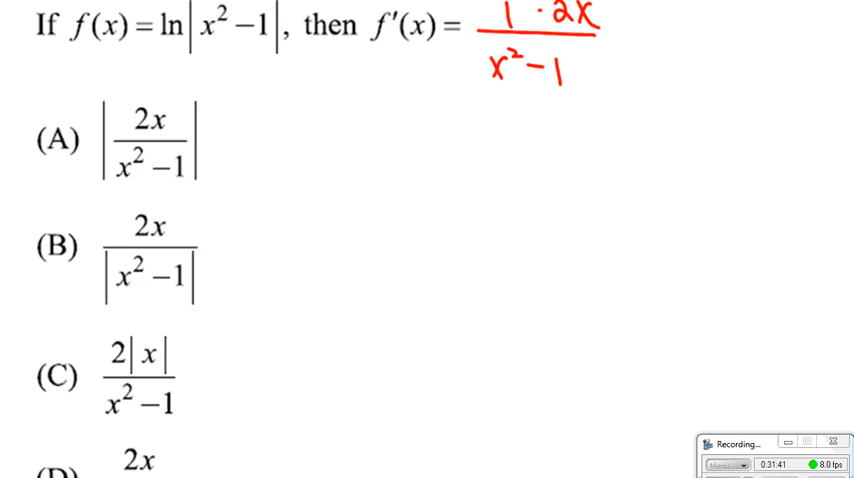 If f(x) = ln|x² − 1|, then f′(x) = 1 · 2x / x² − 1
(A) |2x / x² − 1|
(B) 2x / |x² − 1|
(C) 2|x| / x² − 1
(D) 2x
Recording...
Menu 0:31:41 8.0 fps